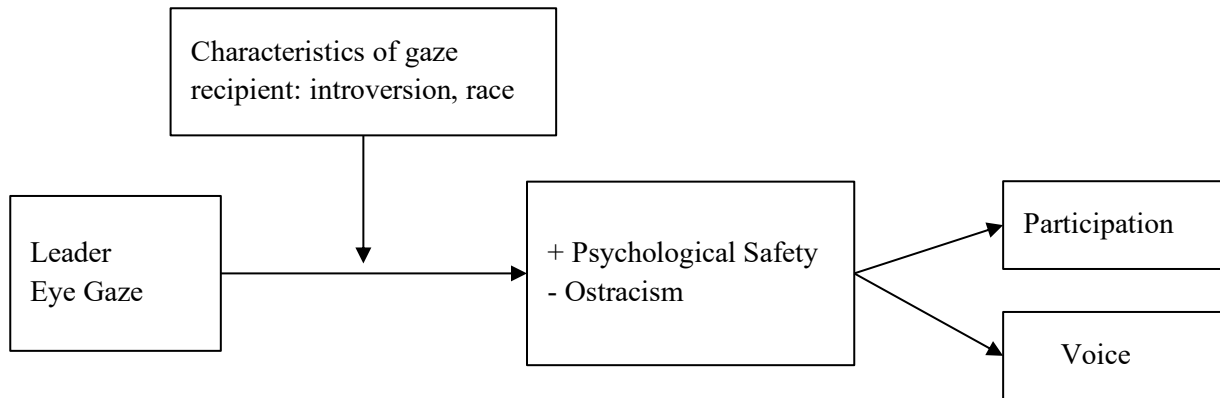 Characteristics of gaze
recipient: introversion, race
Leader
Eye Gaze
+ Psychological Safety
- Ostracism
Participation
Voice